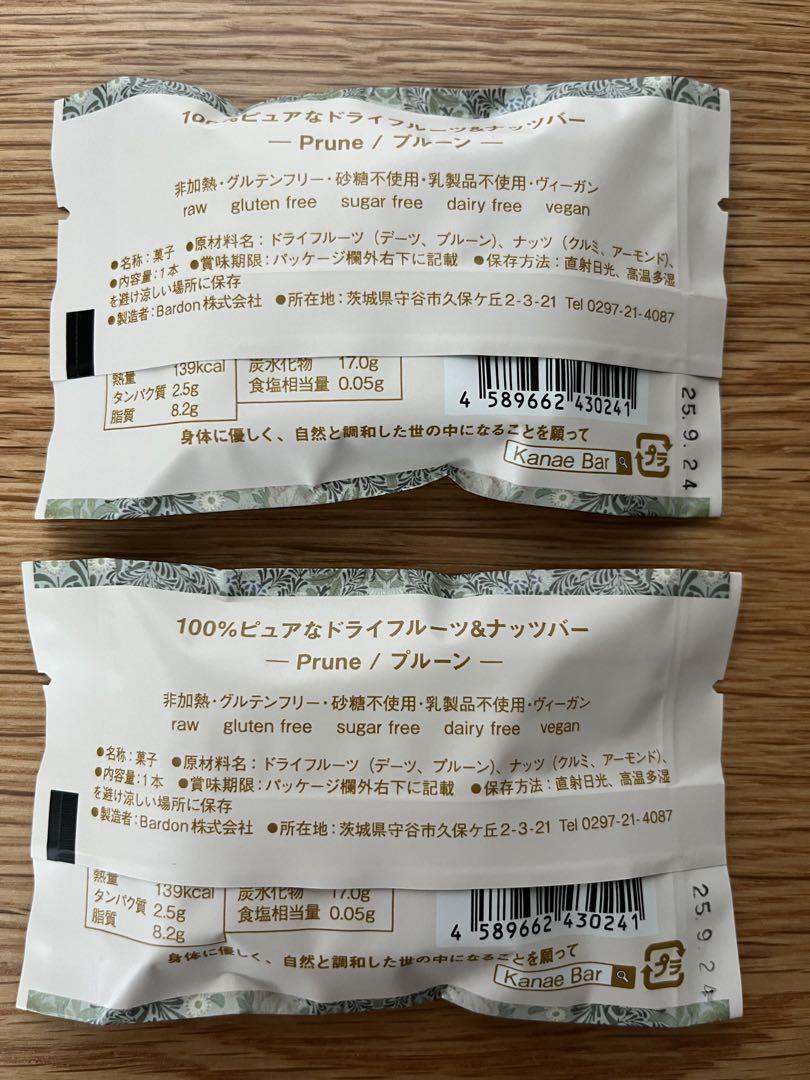 100%ピュアなドライフルーツ&ナッツバー
— Prune / プルーン —
非加熱・グルテンフリー・砂糖不使用・乳製品不使用・ヴィーガン
raw gluten free sugar free dairy free vegan
●名称：菓子 ●原材料名：ドライフルーツ（デーツ、プルーン）、ナッツ（クルミ、アーモンド）、
●内容量：1本 ●賞味期限：パッケージ欄外右下に記載 ●保存方法：直射日光、高温多湿
を避け涼しい場所に保存
●製造者：Bardon株式会社 ●所在地：茨城県守谷市久保ケ丘2-3-21 Tel 0297-21-4087
熱量 139kcal
タンパク質 2.5g
脂質 8.2g
炭水化物 17.0g
食塩相当量 0.05g
4 589662 430241
25.9.24
身体に優しく、自然と調和した世の中になることを願って
Kanae Bar
プラ
100%ピュアなドライフルーツ&ナッツバー
— Prune / プルーン —
非加熱・グルテンフリー・砂糖不使用・乳製品不使用・ヴィーガン
raw gluten free sugar free dairy free vegan
●名称：菓子 ●原材料名：ドライフルーツ（デーツ、プルーン）、ナッツ（クルミ、アーモンド）、
●内容量：1本 ●賞味期限：パッケージ欄外右下に記載 ●保存方法：直射日光、高温多湿
を避け涼しい場所に保存
●製造者：Bardon株式会社 ●所在地：茨城県守谷市久保ケ丘2-3-21 Tel 0297-21-4087
熱量 139kcal
タンパク質 2.5g
脂質 8.2g
炭水化物 17.0g
食塩相当量 0.05g
4 589662 430241
25.9.24
身体に優しく、自然と調和した世の中になることを願って
Kanae Bar
プラ